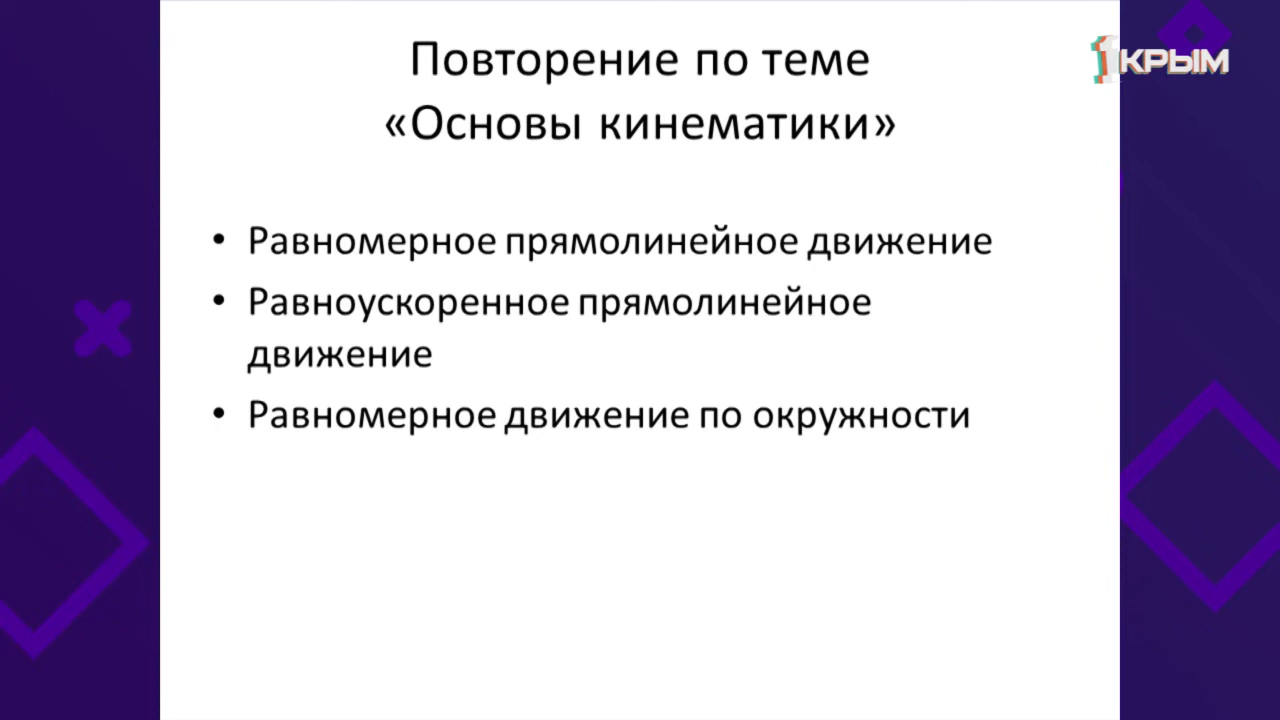 Повторение по теме
«Основы кинематики»
1КРЫМ
• Равномерное прямолинейное движение
• Равноускоренное прямолинейное
движение
• Равномерное движение по окружности